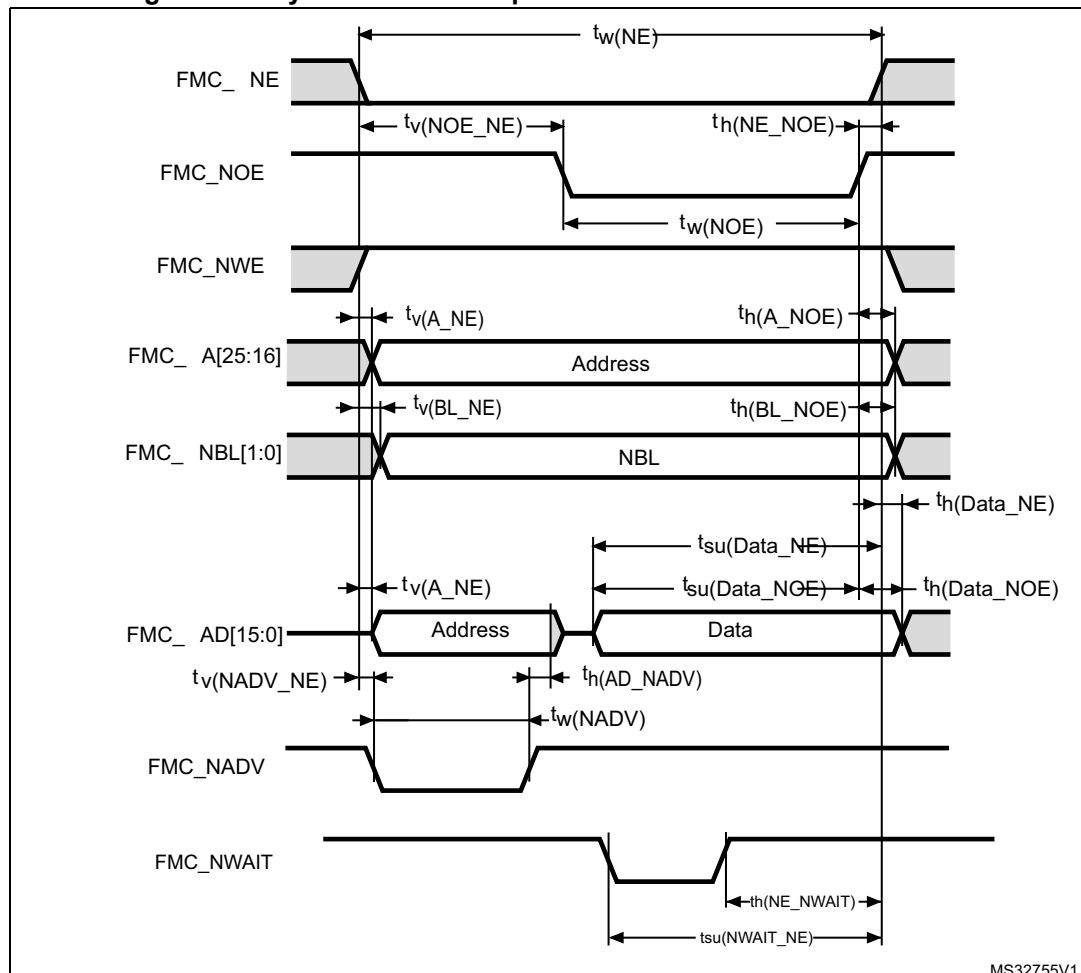 tw(NE)
FMC_ NE
tv(NOE_NE)
th(NE_NOE)
FMC_NOE
tw(NOE)
FMC_NWE
tv(A_NE)
th(A_NOE)
FMC_ A[25:16]
Address
tv(BL_NE)
th(BL_NOE)
FMC_ NBL[1:0]
NBL
th(Data_NE)
tsu(Data_NE)
tv(A_NE)
tsu(Data_NOE)
th(Data_NOE)
FMC_ AD[15:0]
Address
Data
tv(NADV_NE)
th(AD_NADV)
tw(NADV)
FMC_NADV
FMC_NWAIT
th(NE_NWAIT)
tsu(NWAIT_NE)
MS32755V1